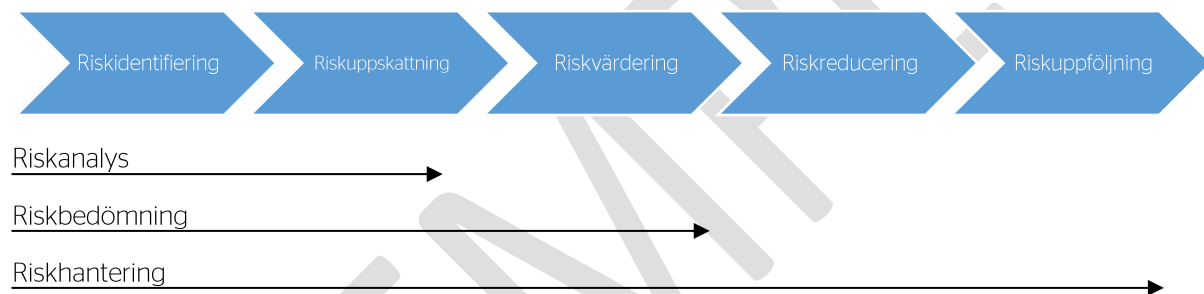 Riskidentifiering
Riskuppskattning
Riskvärdering
Riskreducering
Riskuppföljning
Riskanalys
Riskbedömning
Riskhantering